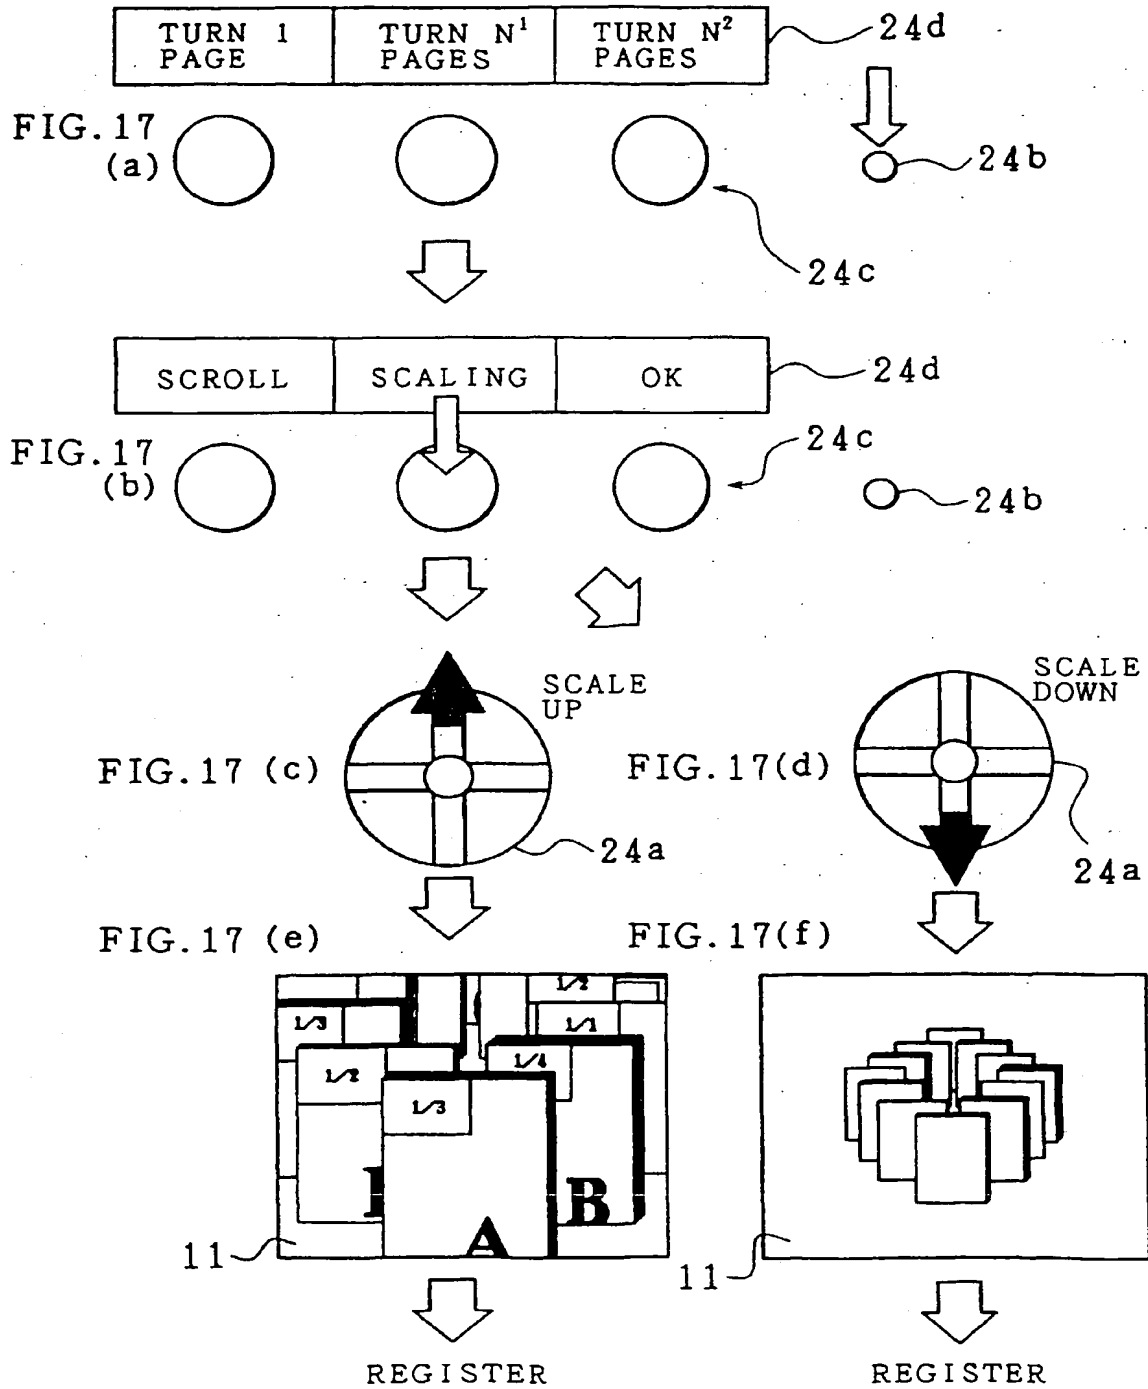 TURN 1 PAGE
TURN N¹ PAGES
TURN N² PAGES
24d
FIG.17 (a)
24b
24c
SCROLL
SCALING
OK
24d
FIG.17 (b)
24c
24b
SCALE UP
SCALE DOWN
FIG.17 (c)
FIG.17(d)
24a
24a
FIG.17 (e)
FIG.17(f)
1/2
1/3
1/1
1/2
1/4
1/3
B
A
11
11
REGISTER
REGISTER